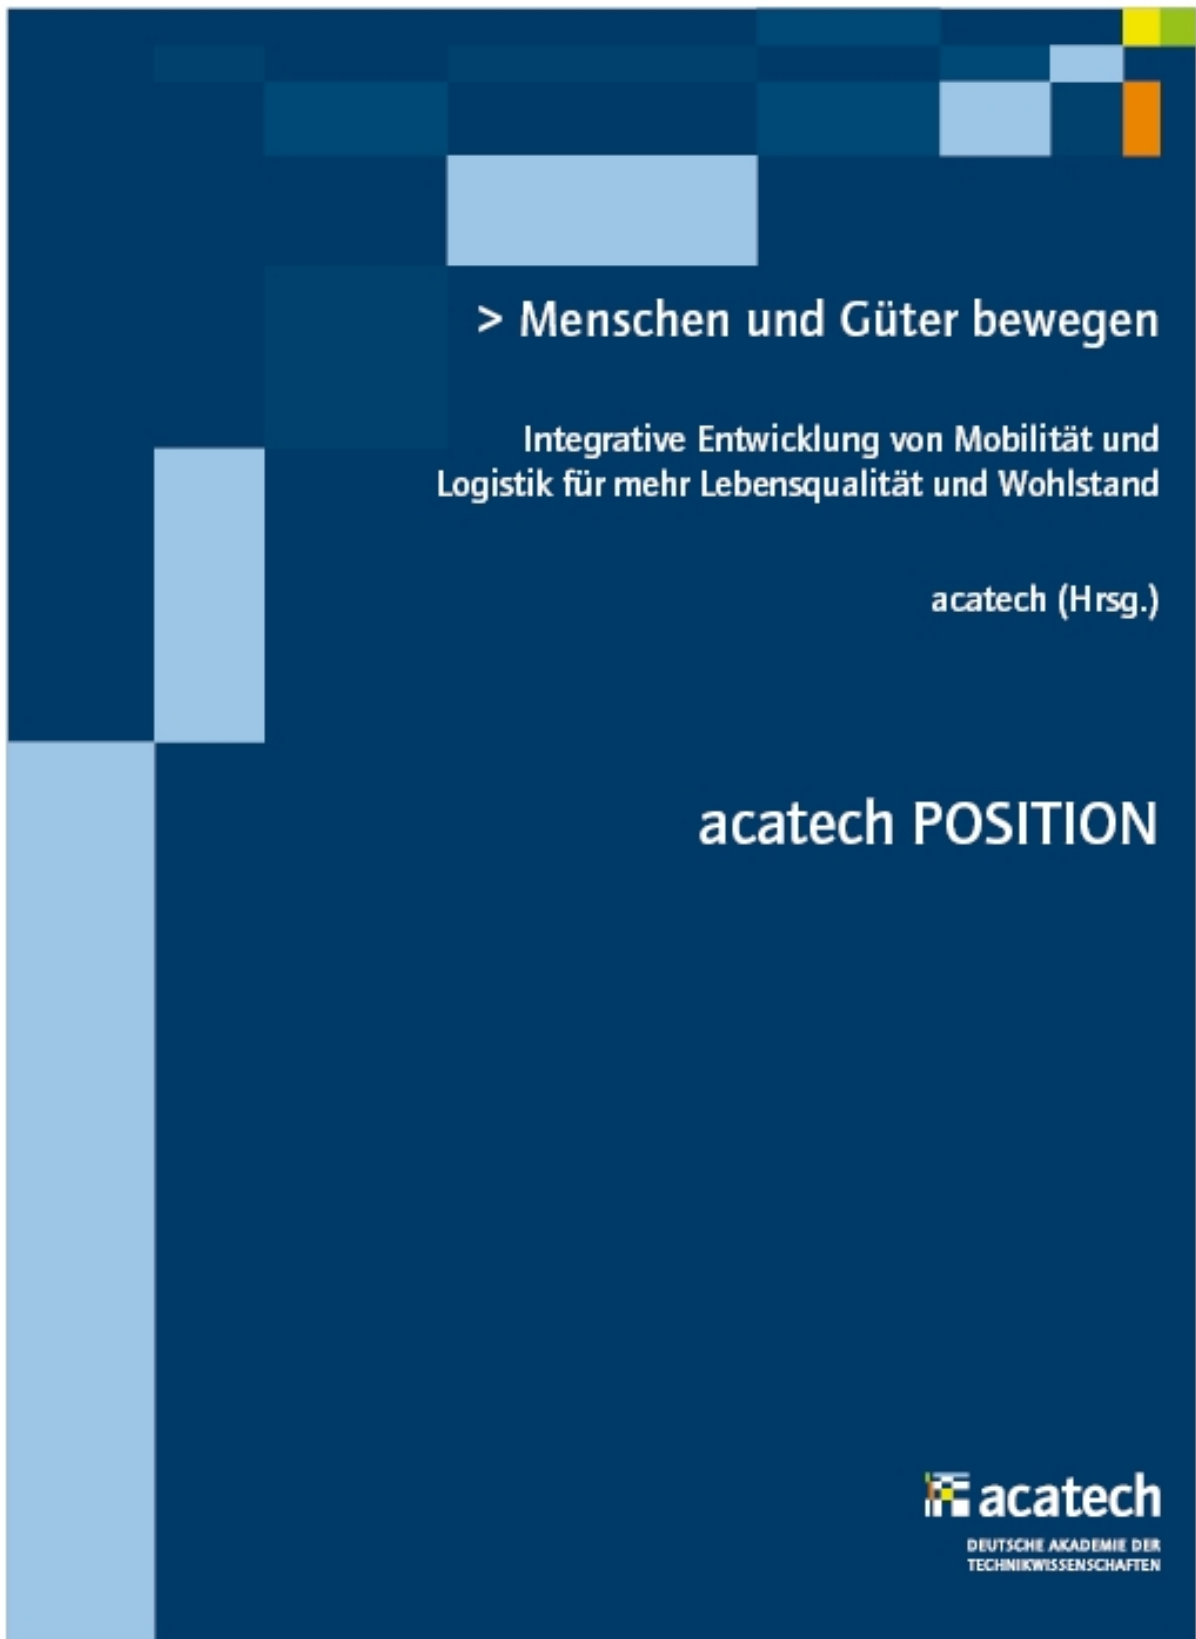 > Menschen und Güter bewegen
Integrative Entwicklung von Mobilität und
Logistik für mehr Lebensqualität und Wohlstand
acatech (Hrsg.)
acatech POSITION
acatech
DEUTSCHE AKADEMIE DER
TECHNIKWISSENSCHAFTEN